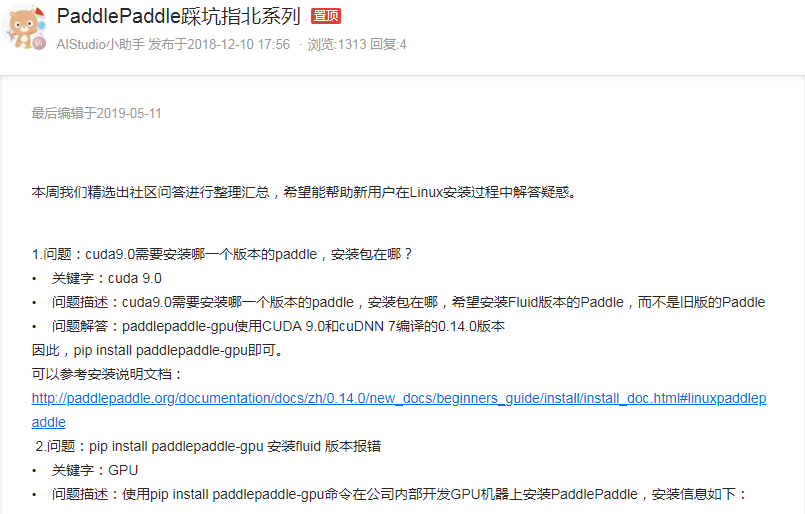 PaddlePaddle踩坑指北系列 置顶
AIStudio小助手 发布于2018-12-10 17:56 · 浏览:1313 回复:4
最后编辑于2019-05-11
本周我们精选出社区问答进行整理汇总，希望能帮助新用户在Linux安装过程中解答疑惑。
1.问题：cuda9.0需要安装哪一个版本的paddle，安装包在哪？
• 关键字：cuda 9.0
• 问题描述：cuda9.0需要安装哪一个版本的paddle，安装包在哪，希望安装Fluid版本的Paddle，而不是旧版的Paddle
• 问题解答：paddlepaddle-gpu使用CUDA 9.0和cuDNN 7编译的0.14.0版本
因此，pip install paddlepaddle-gpu即可。
可以参考安装说明文档：
http://paddlepaddle.org/documentation/docs/zh/0.14.0/new_docs/beginners_guide/install/install_doc.html#linuxpaddlep
addle
2.问题：pip install paddlepaddle-gpu 安装fluid 版本报错
• 关键字：GPU
• 问题描述：使用pip install paddlepaddle-gpu命令在公司内部开发GPU机器上安装PaddlePaddle，安装信息如下：